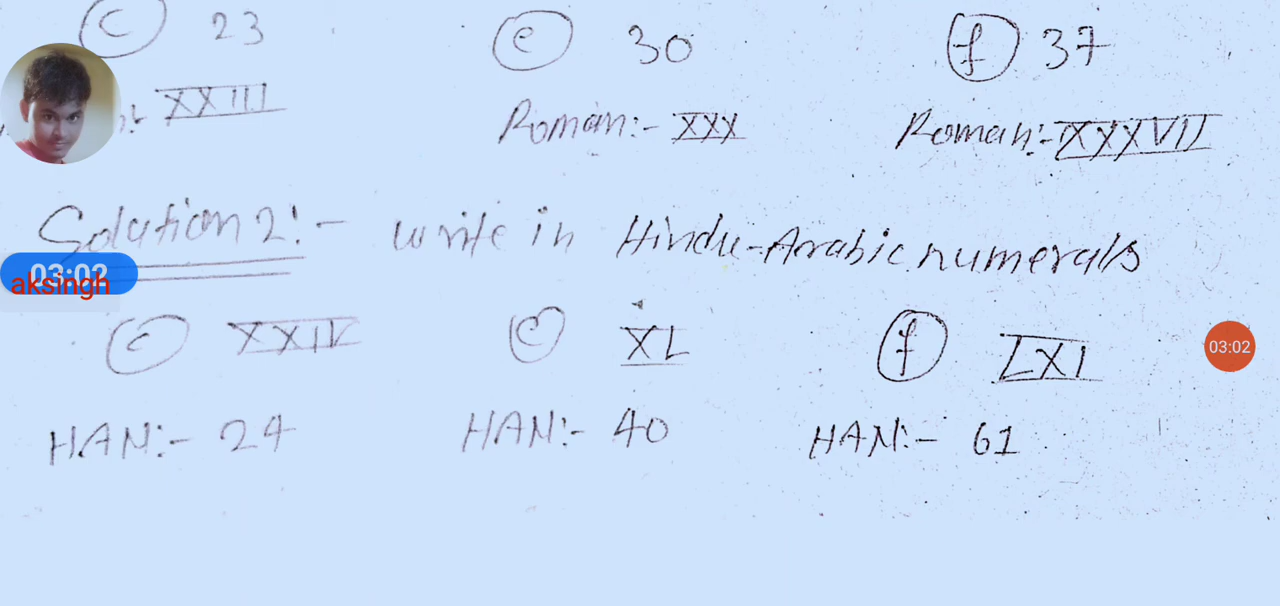 (c) 23 (e) 30 (f) 37
XXIII Roman:- XXX Roman:- XXXVII
Solution 2:- write in Hindu-Arabic numerals
03:02
aksingh
(c) XXIV (e) XL (f) LXI
03:02
HAN:- 24 HAN:- 40 HAN:- 61